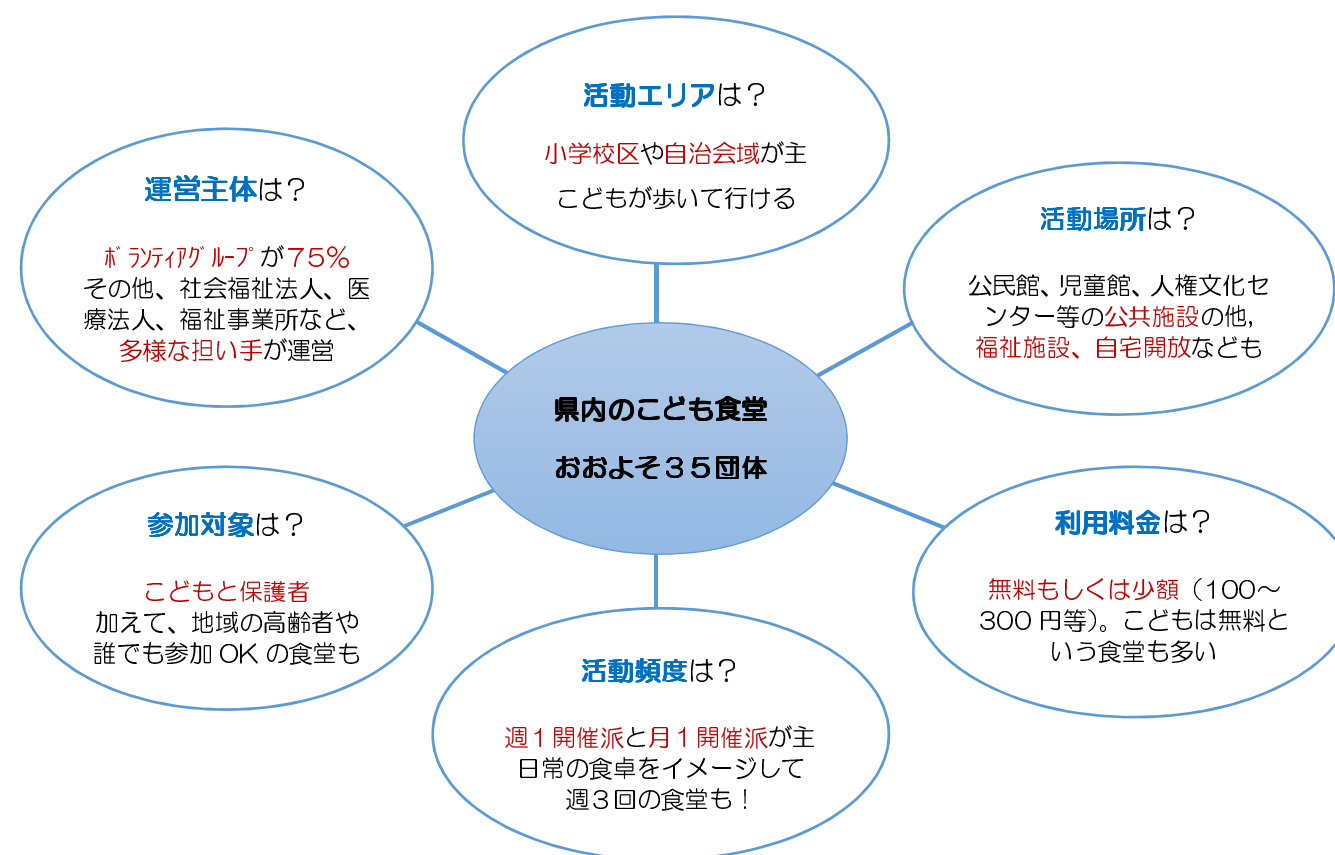 活動エリアは？
小学校区や自治会域が主
こどもが歩いて行ける
運営主体は？
ﾎﾞﾗﾝﾃｨｱｸﾞﾙｰﾌﾟが７５％
その他、社会福祉法人、医
療法人、福祉事業所など、
多様な担い手が運営
活動場所は？
公民館、児童館、人権文化セ
ンター等の公共施設の他,
福祉施設、自宅開放なども
県内のこども食堂
おおよそ３５団体
参加対象は？
こどもと保護者
加えて、地域の高齢者や
誰でも参加 OK の食堂も
利用料金は？
無料もしくは少額（100～
300 円等）。こどもは無料と
いう食堂も多い
活動頻度は？
週１開催派と月１開催派が主
日常の食卓をイメージして
週３回の食堂も！